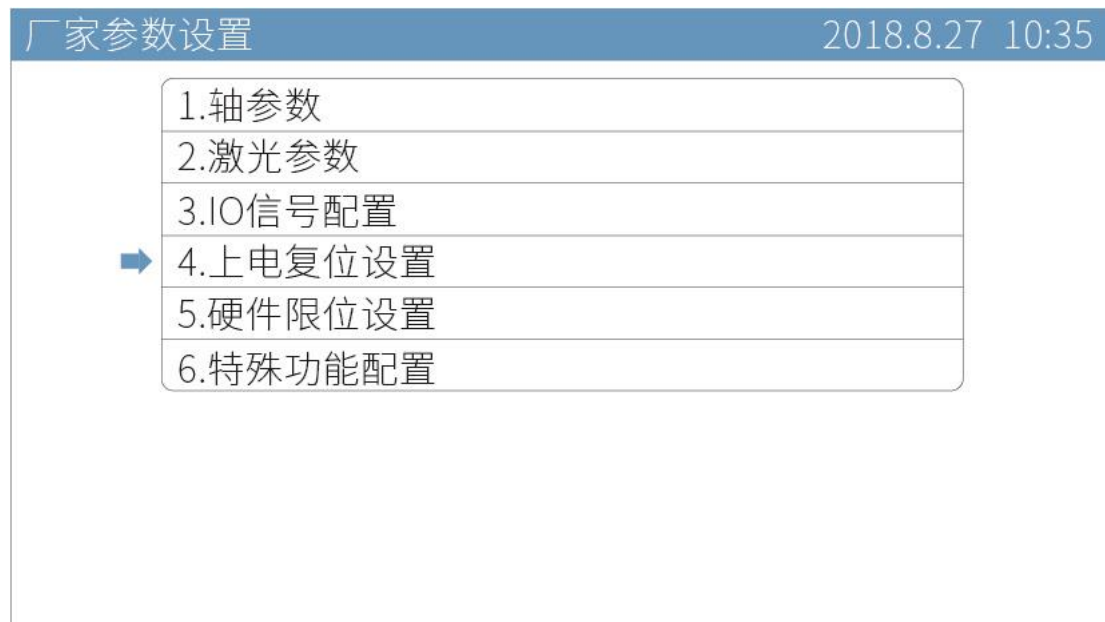 厂家参数设置 2018.8.27 10:35
1.轴参数
2.激光参数
3.IO信号配置
4.上电复位设置
5.硬件限位设置
6.特殊功能配置